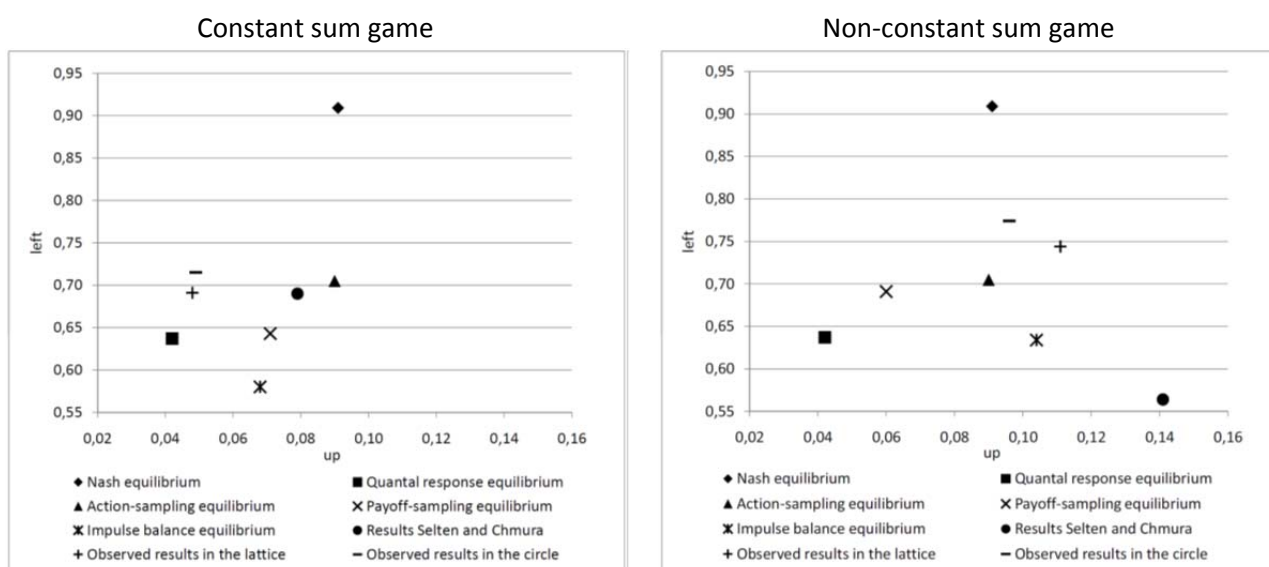 Constant sum game
0,95
0,90
0,85
0,80
0,75
0,70
0,65
0,60
0,55
left
0,02 0,04 0,06 0,08 0,10 0,12 0,14 0,16
up
Nash equilibrium Quantal response equilibrium
Action-sampling equilibrium Payoff-sampling equilibrium
Impulse balance equilibrium Results Selten and Chmura
Observed results in the lattice Observed results in the circle
Non-constant sum game
0,95
0,90
0,85
0,80
0,75
0,70
0,65
0,60
0,55
left
0,02 0,04 0,06 0,08 0,10 0,12 0,14 0,16
up
Nash equilibrium Quantal response equilibrium
Action-sampling equilibrium Payoff-sampling equilibrium
Impulse balance equilibrium Results Selten and Chmura
Observed results in the lattice Observed results in the circle